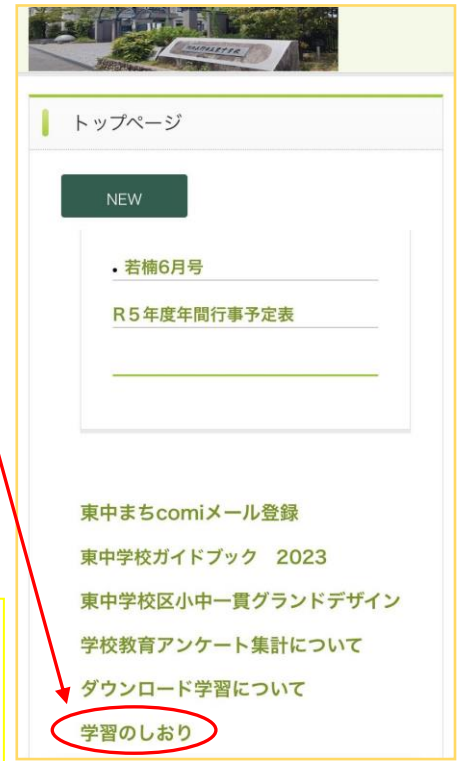 トップページ
NEW
・若楠6月号
R5年度年間行事予定表
東中まちcomiメール登録
東中学校ガイドブック 2023
東中学校区小中一貫グランドデザイン
学校教育アンケート集計について
ダウンロード学習について
学習のしおり